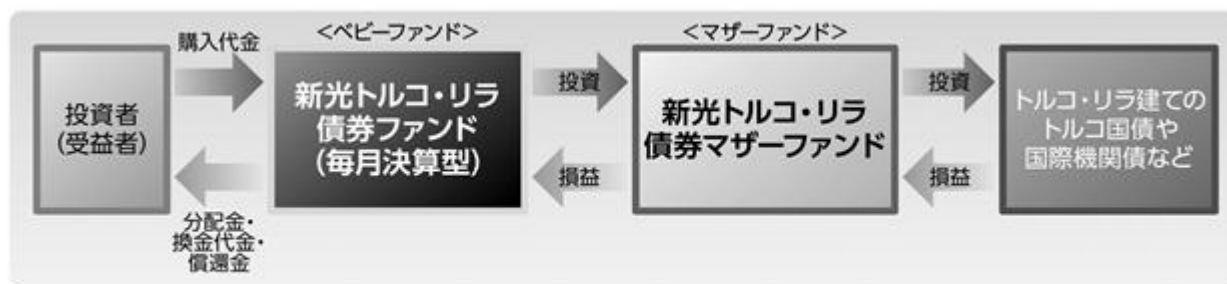 購入代金
<ベビーファンド>
<マザーファンド>
投資者
(受益者)
新光トルコ・リラ
債券ファンド
(毎月決算型)
投資
新光トルコ・リラ
債券マザーファンド
投資
トルコ・リラ建ての
トルコ国債や
国際機関債など
損益
損益
分配金・
換金代金・
償還金